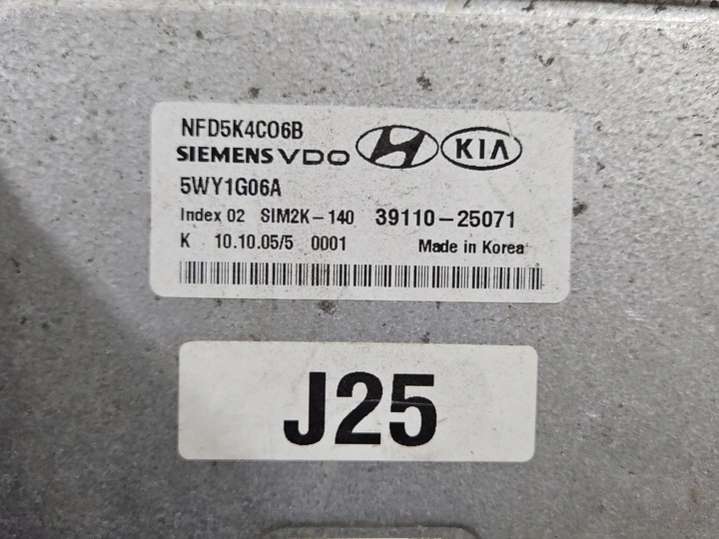 NFD5K4C06B
SIEMENS VDO KIA
5WY1G06A
Index 02 SIM2K-140 39110-25071
K 10.10.05/5 0001 Made in Korea
J25